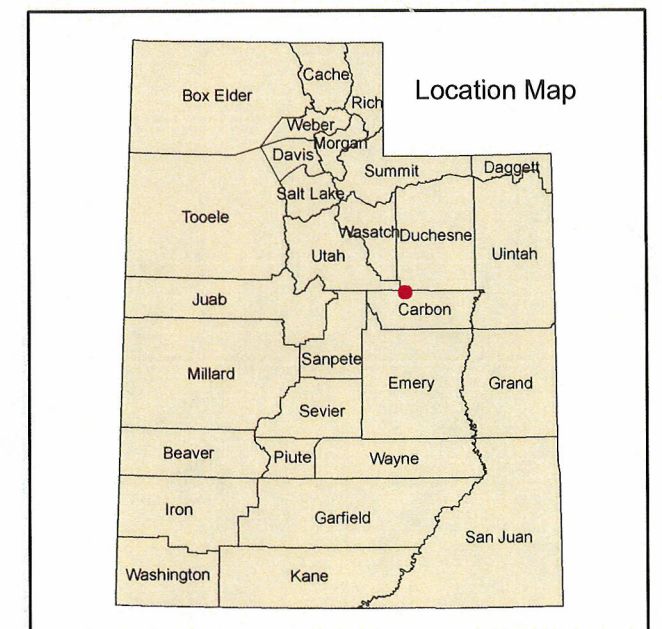 Location Map
Cache
Box Elder
Rich
Weber
Morgan
Davis
Summit
Daggett
Salt Lake
Tooele
Wasatch
Duchesne
Utah
Uintah
Juab
Carbon
Sanpete
Millard
Emery
Grand
Sevier
Beaver
Piute
Wayne
Iron
Garfield
San Juan
Washington
Kane